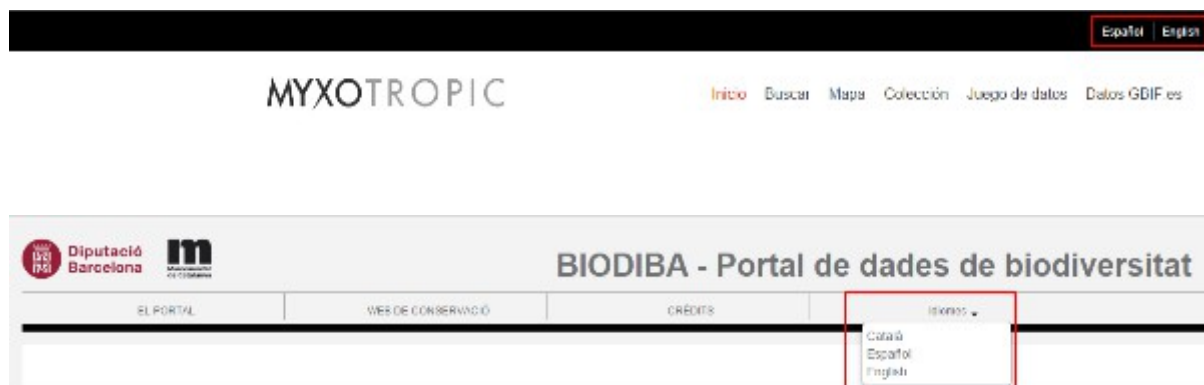 Español English
MYXOTROPIC
Inicio Buscar Mapa Colección Juego de datos Datos GBIF.es
Diputació
Barcelona
m
BIODIBA - Portal de dades de biodiversitat
EL PORTAL WEB DE CONSERVACIÓ CRÈDITS Idiomes
Català
Español
English